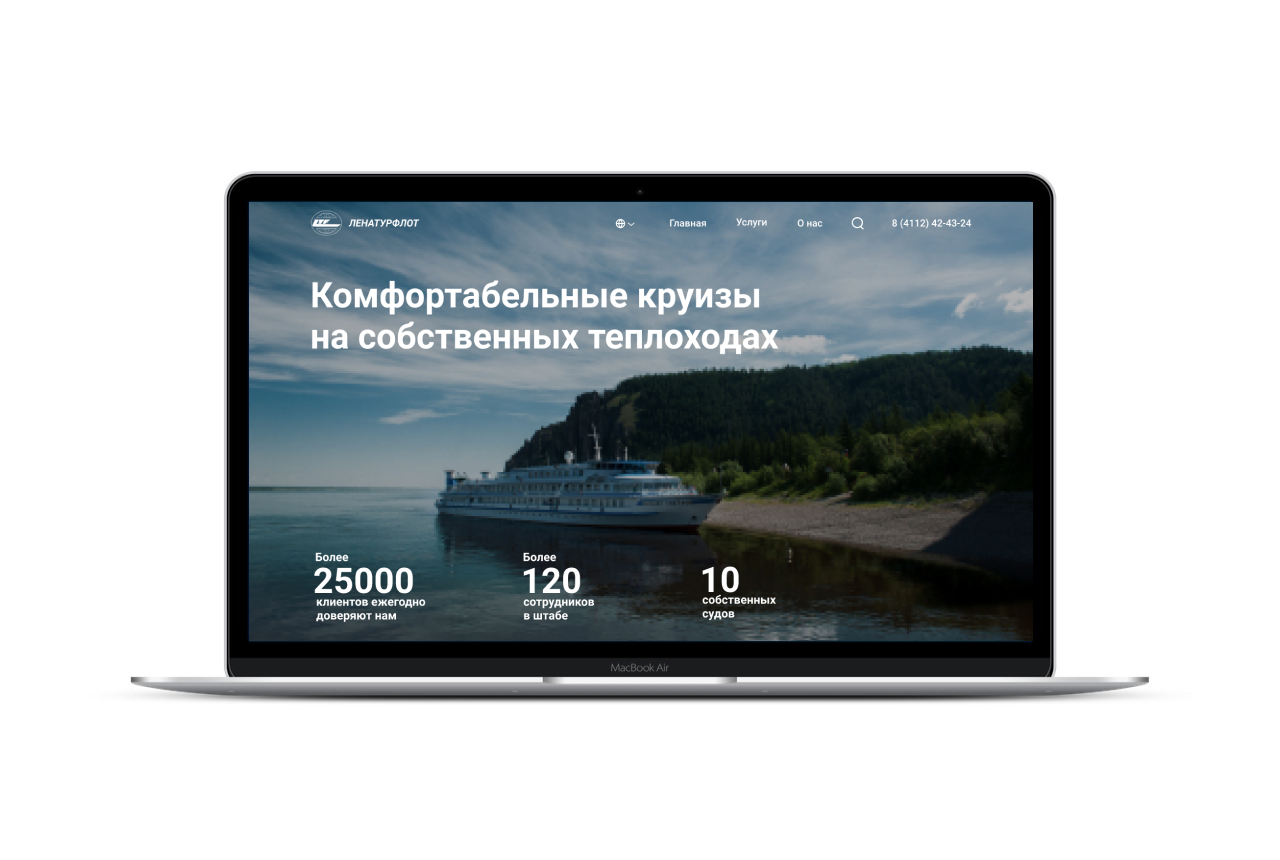 ЛЕНАТУРФЛОТ
Главная
Услуги
О нас
8 (4112) 42-43-24
Комфортабельные круизы
на собственных теплоходах
Более
25000
клиентов ежегодно
доверяют нам
Более
120
сотрудников
в штабе
10
собственных
судов
MacBook Air